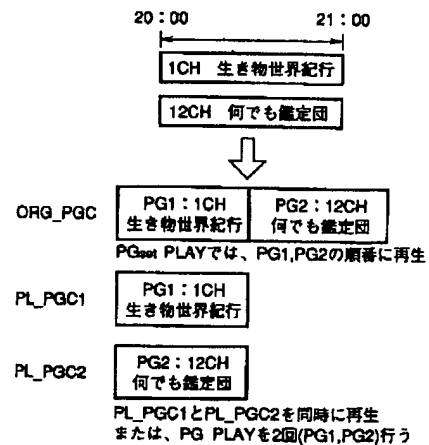 20:00 21:00
1CH 生き物世界紀行
12CH 何でも鑑定団
ORG_PGC
PG1:1CH
生き物世界紀行
PG2:12CH
何でも鑑定団
PGset PLAYでは、PG1,PG2の順番に再生
PL_PGC1
PG1:1CH
生き物世界紀行
PL_PGC2
PG2:12CH
何でも鑑定団
PL_PGC1とPL_PGC2を同時に再生
または、PG PLAYを2回(PG1,PG2)行う